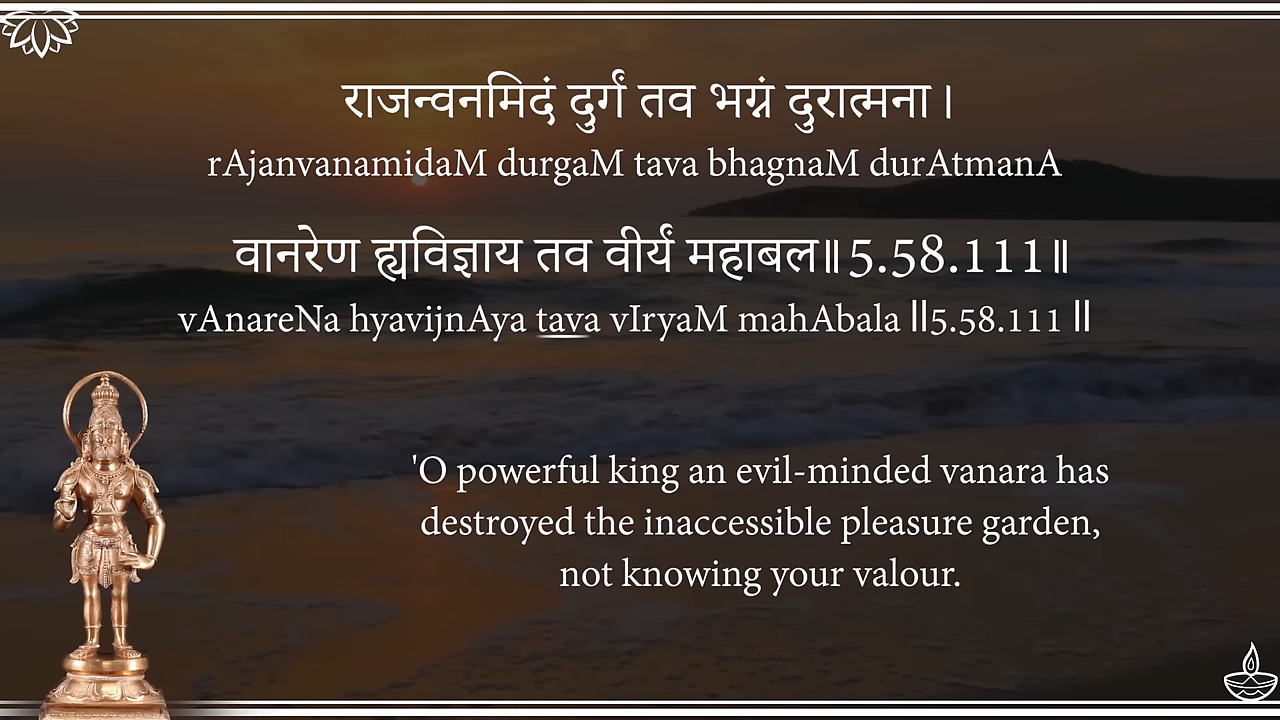 राजन्वनमिदं दुर्गं तव भग्नं दुरात्मना।
rAjanvanamidaM durgaM tava bhagnaM durAtmanA
वानरेण ह्यविज्ञाय तव वीर्यं महाबल॥5.58.111॥
vAnareNa hyavijnAya tava vIryaM mahAbala ||5.58.111 ||
'O powerful king an evil-minded vanara has
destroyed the inaccessible pleasure garden,
not knowing your valour.